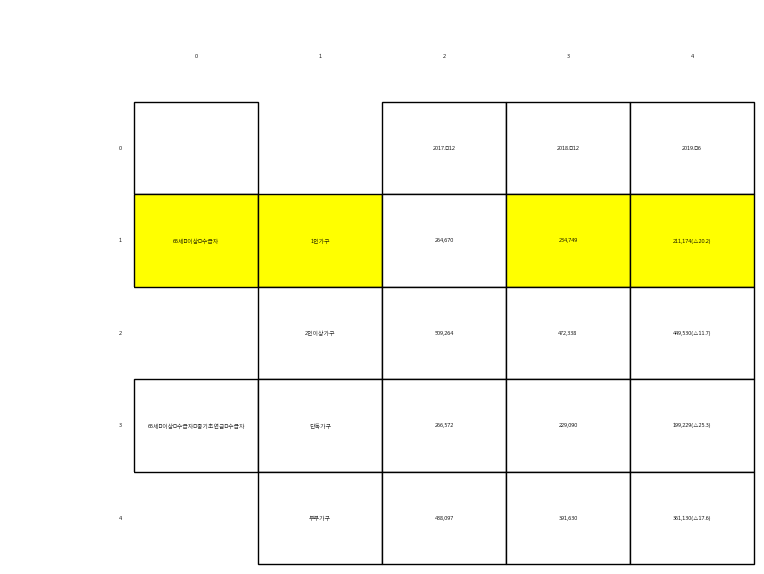 0 1 2 3 4
0 2017.□12 2018.□12 2019.□6
1 65세□이상□수급자 1인가구 264,670 254,749 211,174(△20.2)
2 2인이상가구 509,264 472,338 449,530(△11.7)
3 65세□이상□수급자□중기초연금□수급자 단독가구 266,572 229,090 199,229(△25.3)
4 부부가구 438,097 391,630 361,130(△17.6)